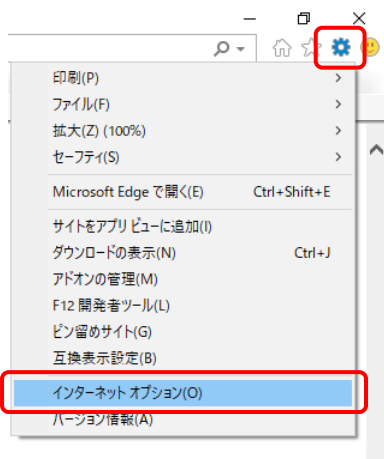 印刷(P)
ファイル(F)
拡大(Z) (100%)
セーフティ(S)
Microsoft Edge で開く(E) Ctrl+Shift+E
サイトをアプリ ビューに追加(I)
ダウンロードの表示(N) Ctrl+J
アドオンの管理(M)
F12 開発者ツール(L)
ピン留めサイト(G)
互換表示設定(B)
インターネット オプション(O)
バージョン情報(A)